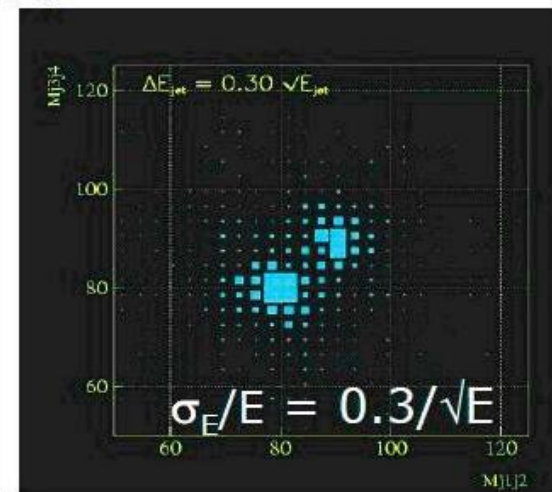 Mj3j4
ΔE_jet = 0.30 √E_jet
120
100
80
60
σ_E/E = 0.3/√E
60 80 100 120
Mj1j2